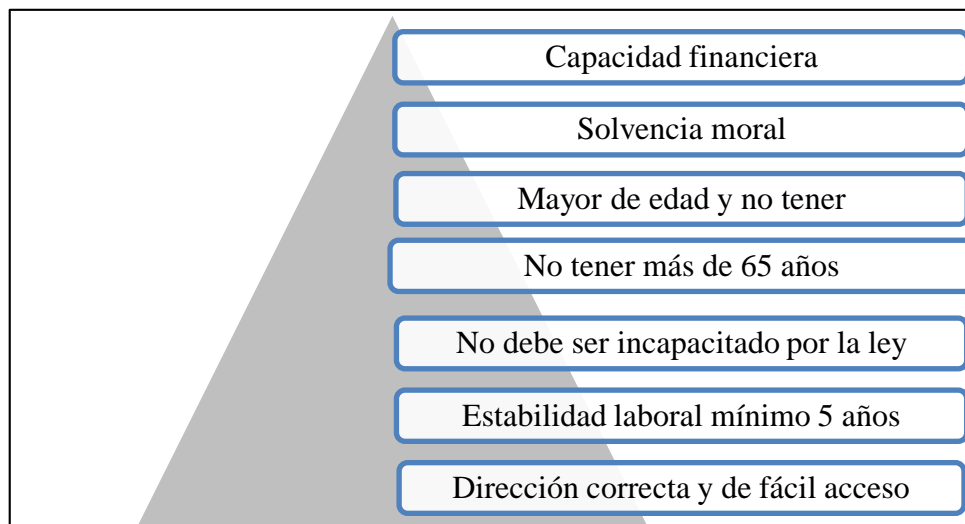 Capacidad financiera
Solvencia moral
Mayor de edad y no tener
No tener más de 65 años
No debe ser incapacitado por la ley
Estabilidad laboral mínimo 5 años
Dirección correcta y de fácil acceso